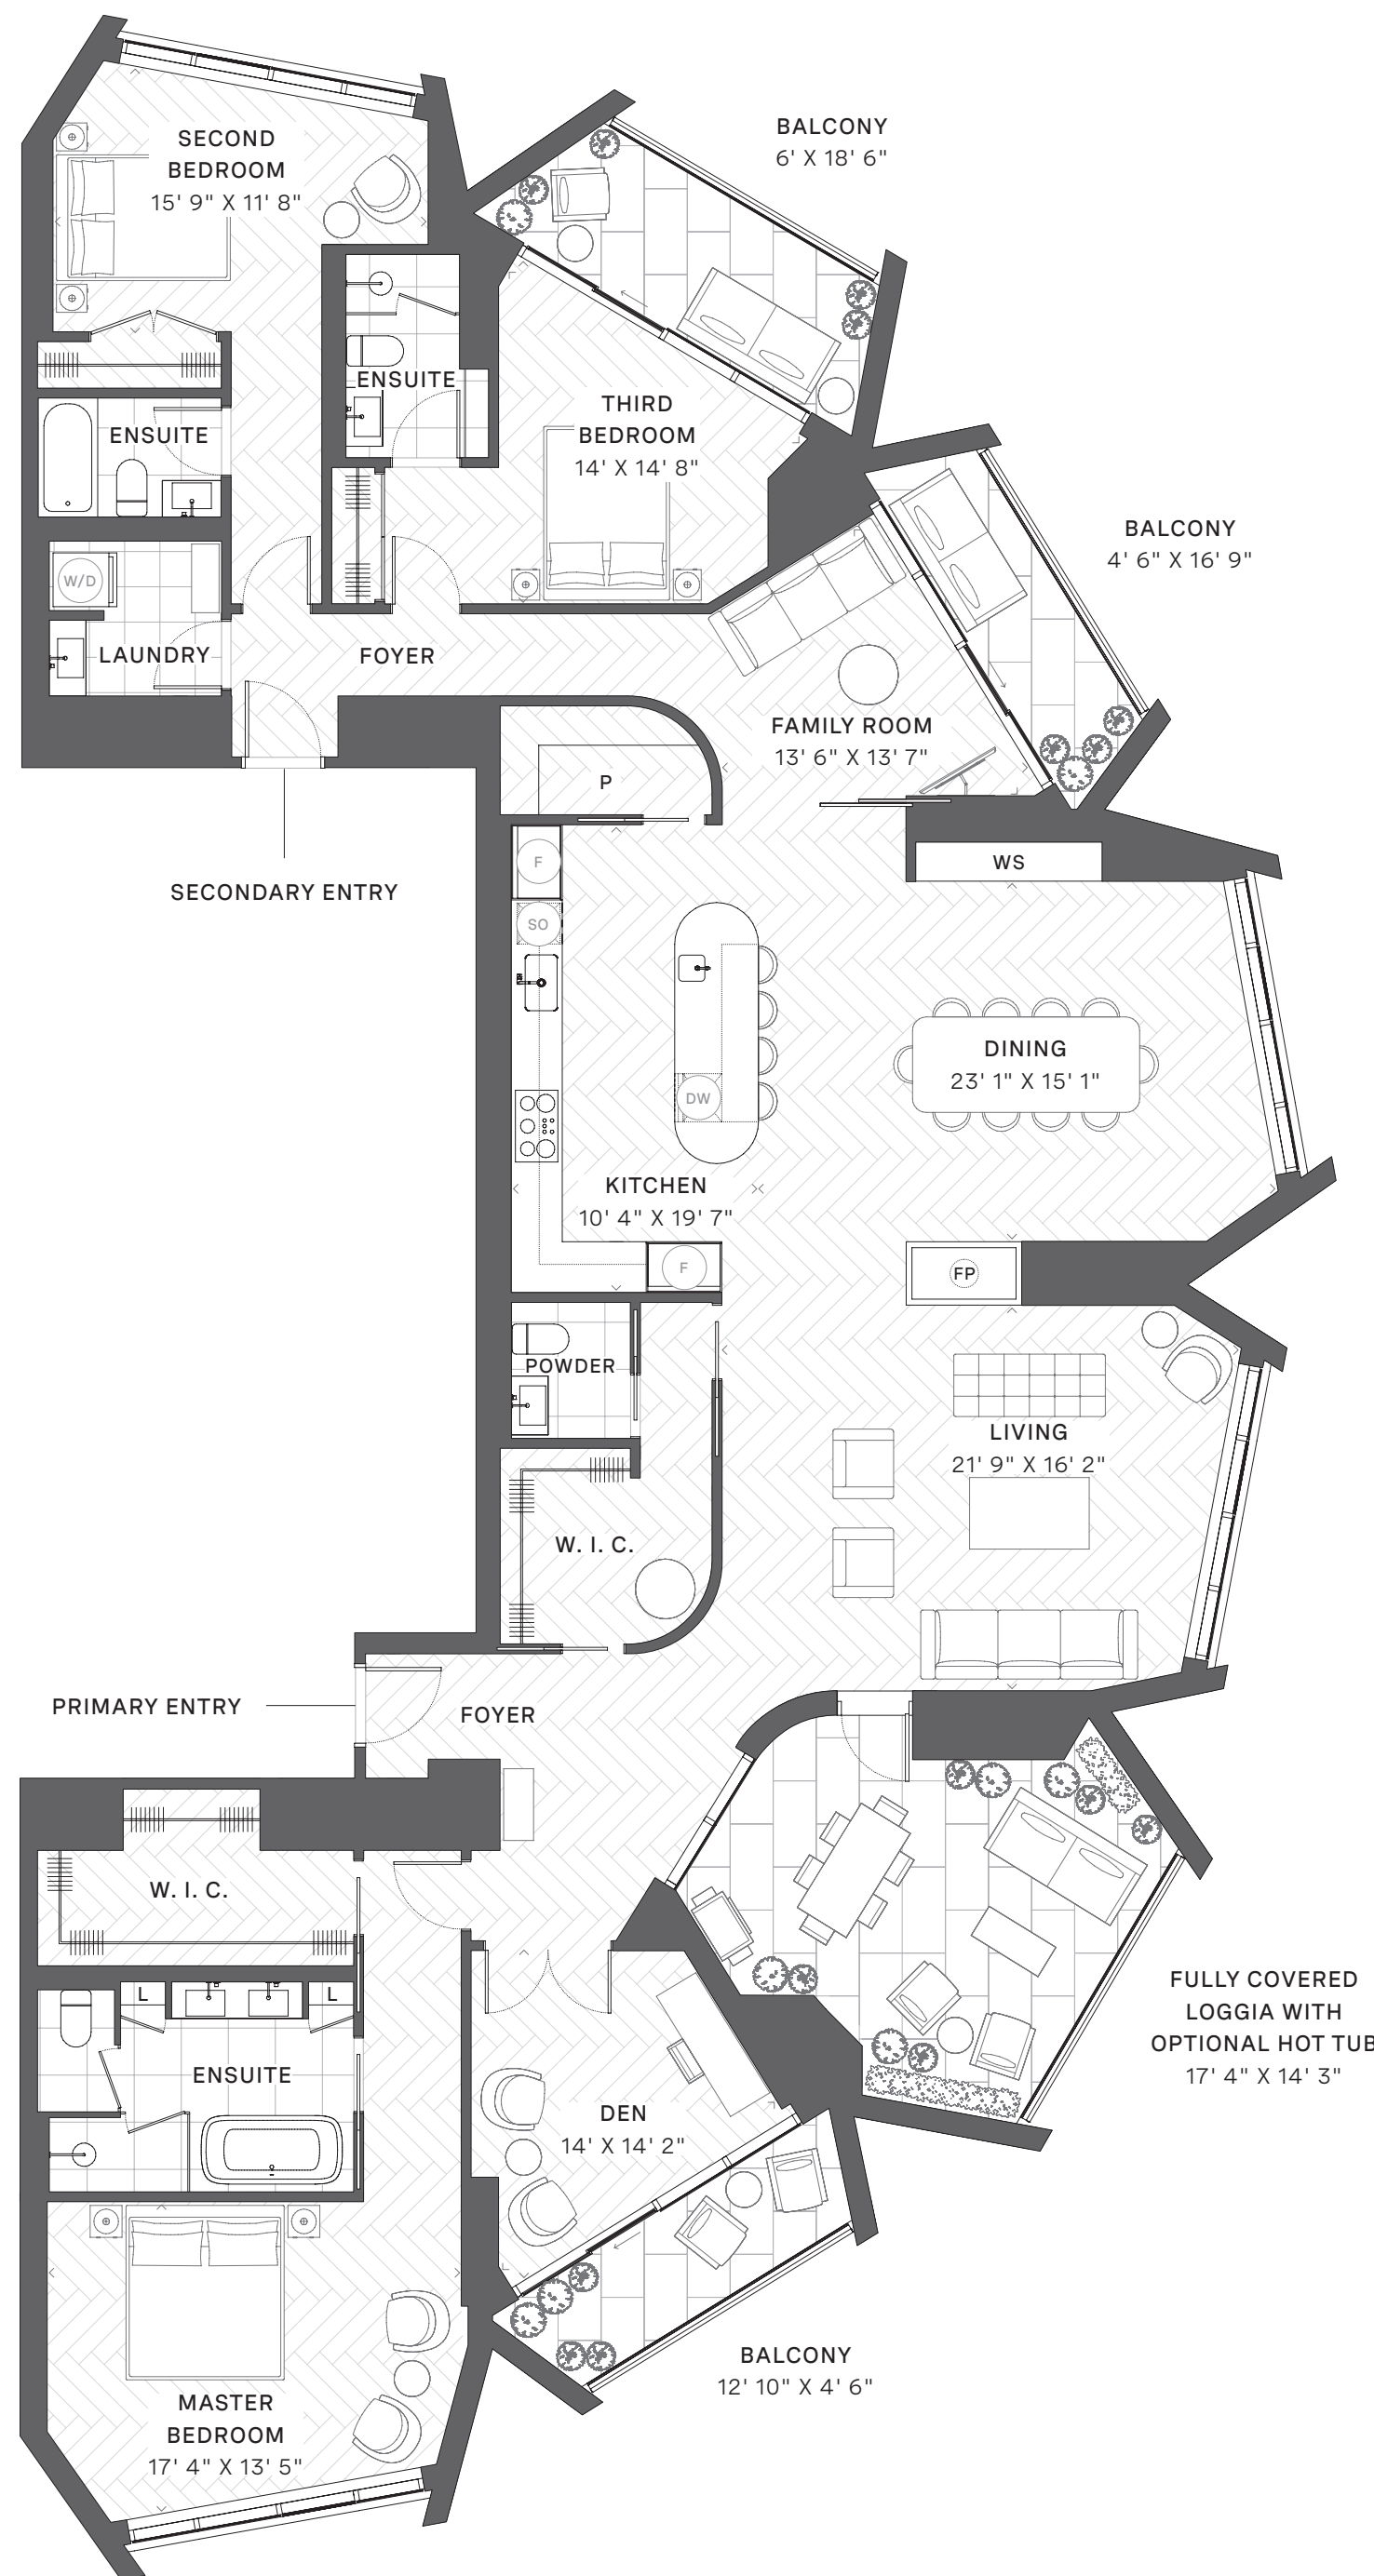 BALCONY
6' X 18' 6"
SECOND
BEDROOM
15' 9" X 11' 8"
ENSUITE
THIRD
BEDROOM
14' X 14' 8"
ENSUITE
BALCONY
4' 6" X 16' 9"
W/D
LAUNDRY
FOYER
FAMILY ROOM
13' 6" X 13' 7"
P
F
WS
SECONDARY ENTRY
SO
DINING
23' 1" X 15' 1"
DW
KITCHEN
10' 4" X 19' 7"
F
FP
POWDER
LIVING
21' 9" X 16' 2"
W. I. C.
PRIMARY ENTRY
FOYER
W. I. C.
L
L
FULLY COVERED
LOGGIA WITH
OPTIONAL HOT TUB
17' 4" X 14' 3"
ENSUITE
DEN
14' X 14' 2"
BALCONY
12' 10" X 4' 6"
MASTER
BEDROOM
17' 4" X 13' 5"